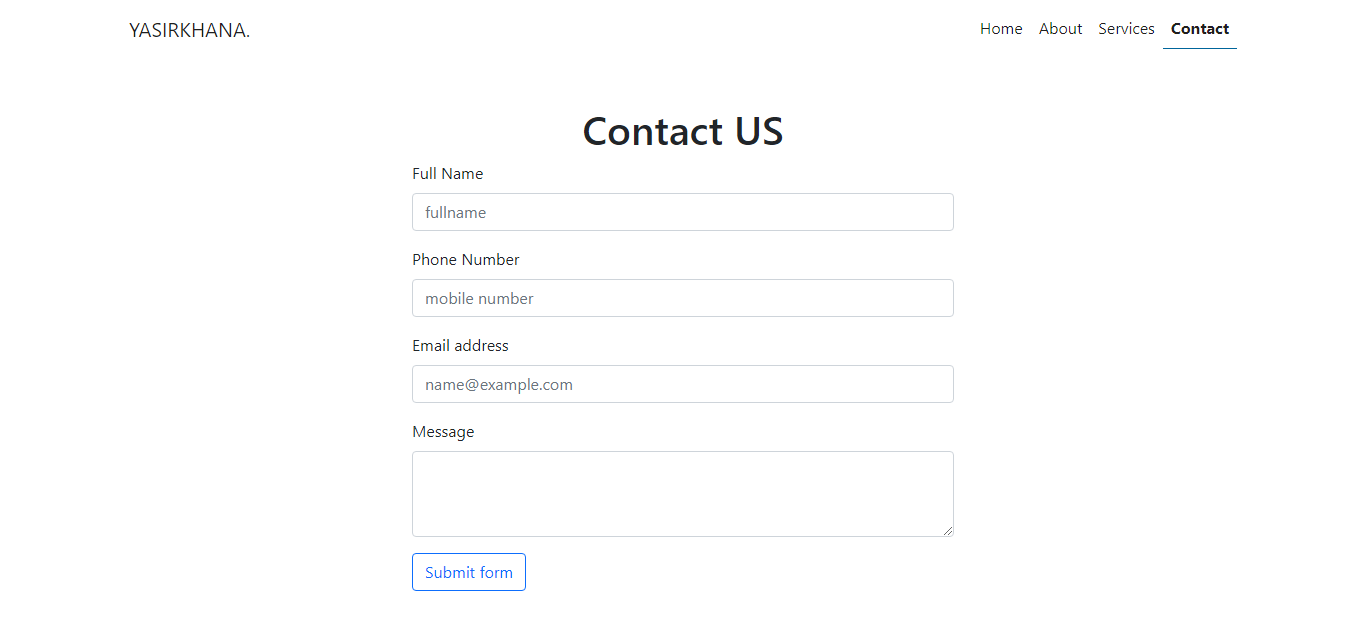 YASIRKHANA.
Home About Services Contact
Contact US
Full Name
fullname
Phone Number
mobile number
Email address
name@example.com
Message
Submit form